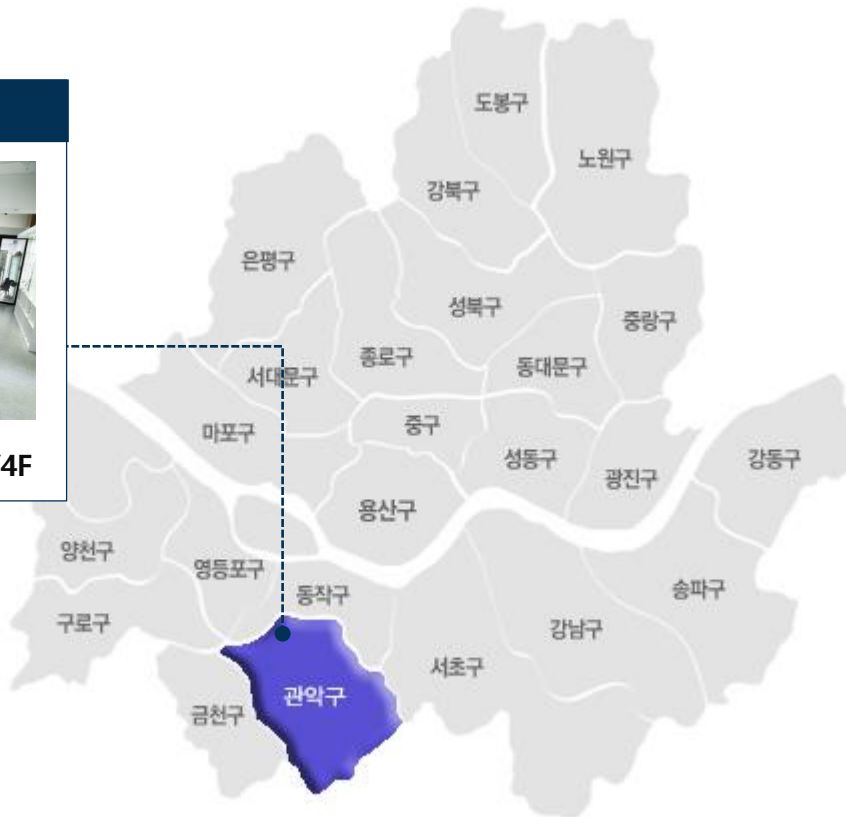 도봉구
노원구
강북구
은평구
성북구
중랑구
종로구
동대문구
서대문구
중구
마포구
성동구
강동구
광진구
4F
용산구
양천구
영등포구
송파구
동작구
구로구
강남구
서초구
관악구
금천구